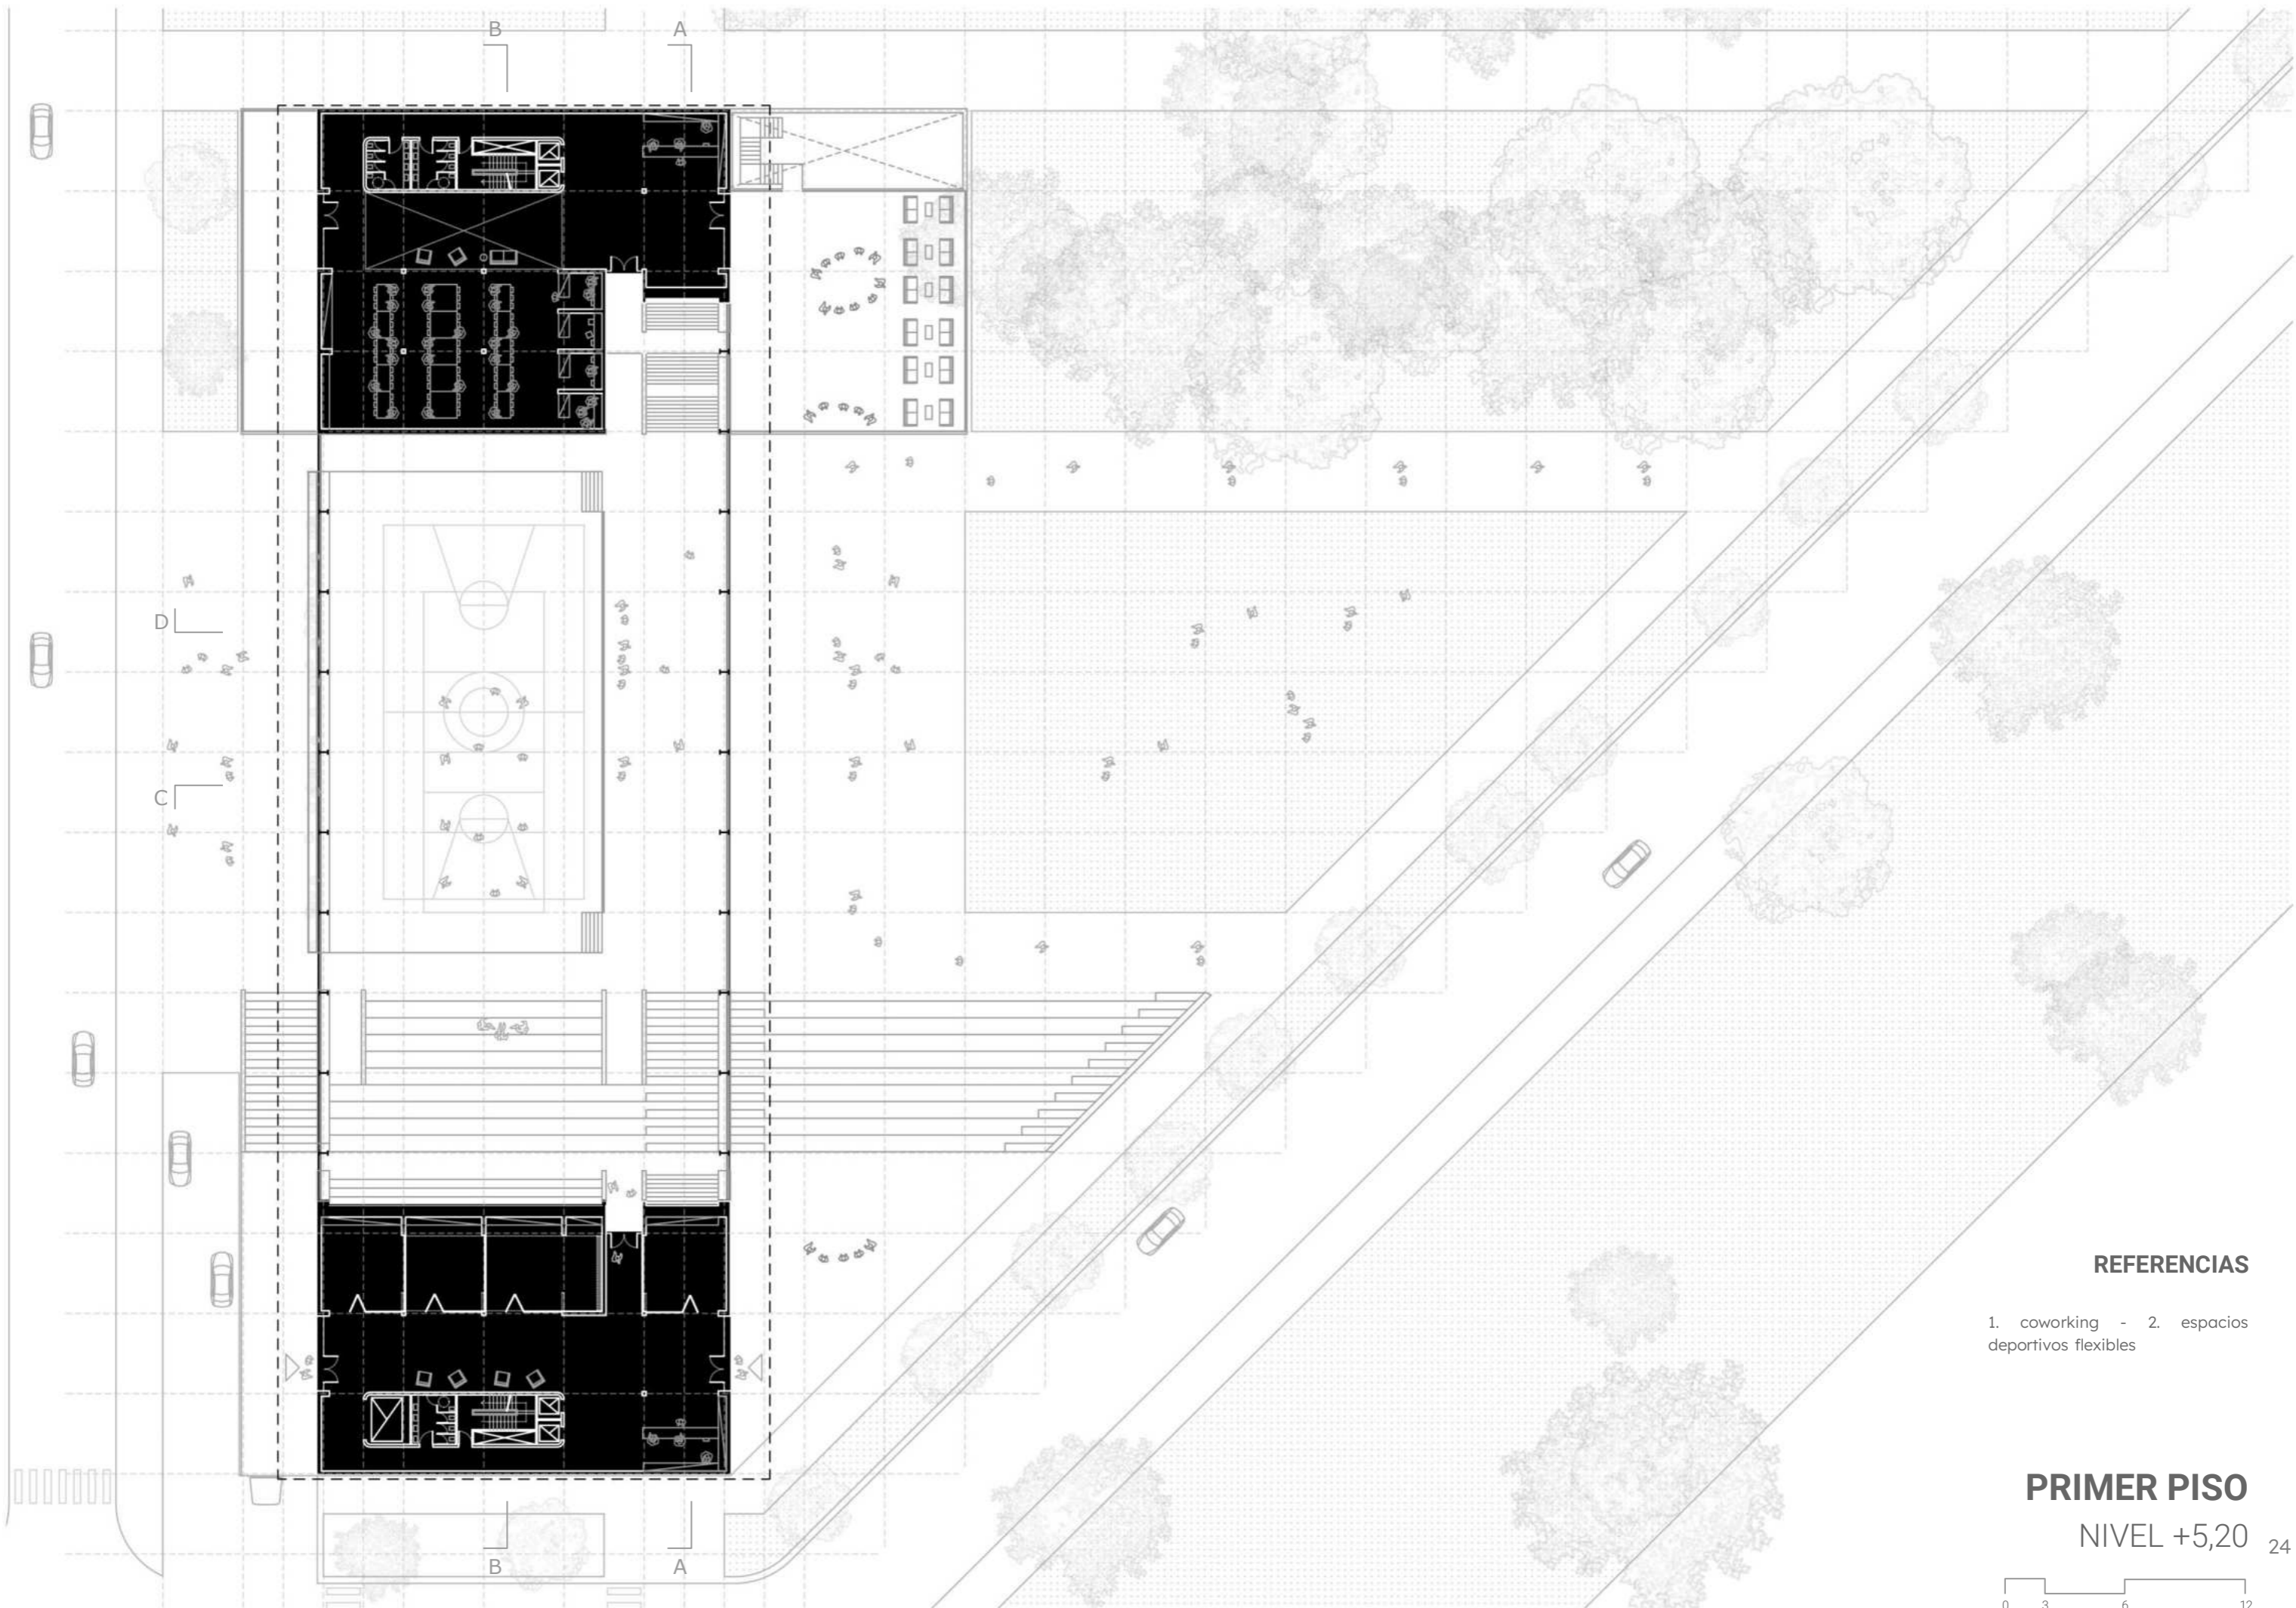 B
A
D
C
REFERENCIAS
1. coworking - 2. espacios
deportivos flexibles
PRIMER PISO
NIVEL +5,20
24
B
A
0 3 6 12